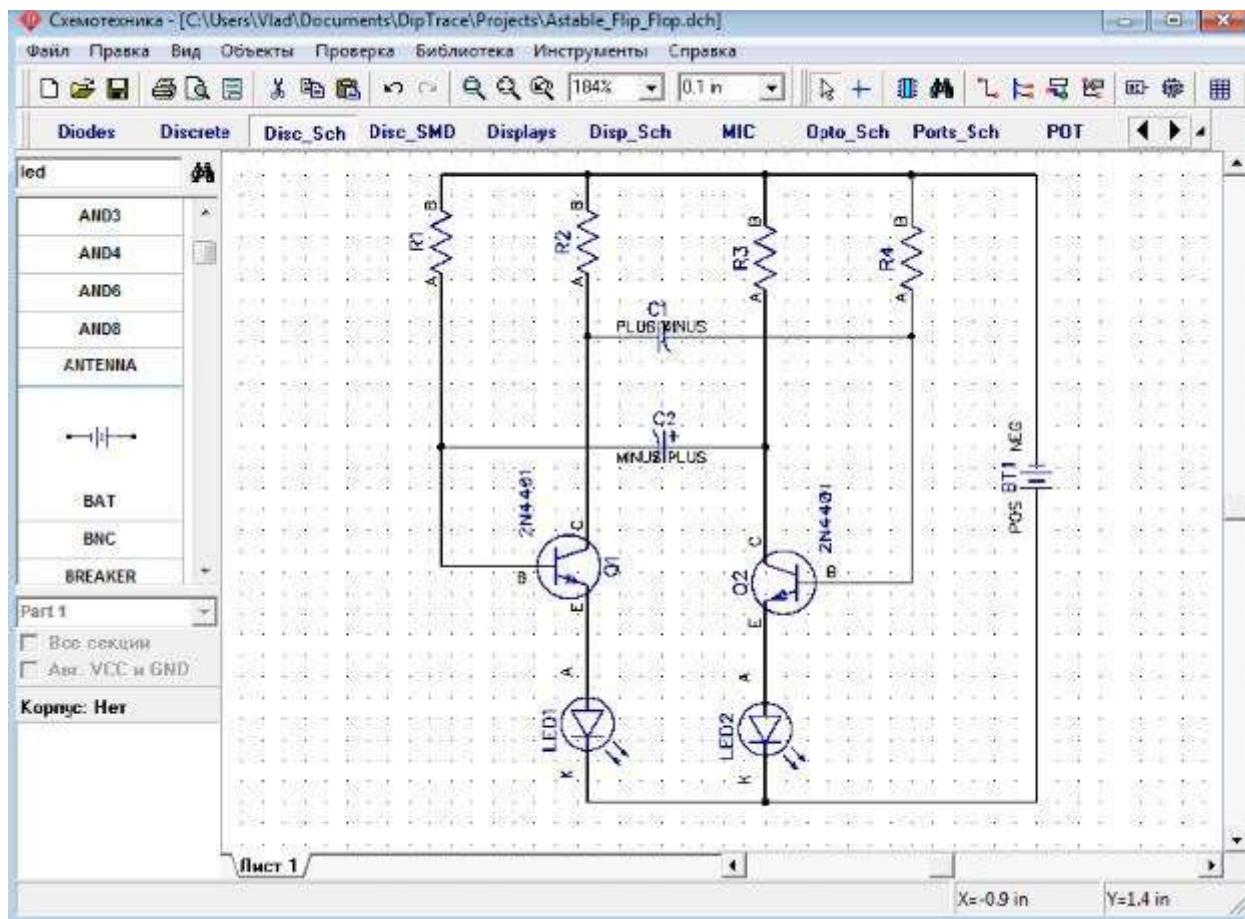 Схемотехника - [C:\Users\Vlad\Documents\DipTrace\Projects\Astable_Flip_Flop.dch]
Файл Правка Вид Объекты Проверка Библиотека Инструменты Справка
184% 0.1 in
Diodes Discrete Disc_Sch Disc_SMD Displays Disp_Sch MIC Opto_Sch Ports_Sch POT
led
AND3
AND4
AND6
AND8
ANTENNA
BAT
BNC
BREAKER
Part 1
Все секции
Авт. VCC и GND
Корпус: Нет
B B B B
R1 R2 R3 R4
A A A A
C1
PLUS MINUS
C2
MINUS PLUS
NEG
BT1
POS
2N4401 2N4401
C C
B Q1 Q2 B
E E
A A
LED1 LED2
K K
Лист 1
X=-0.9 in Y=1.4 in